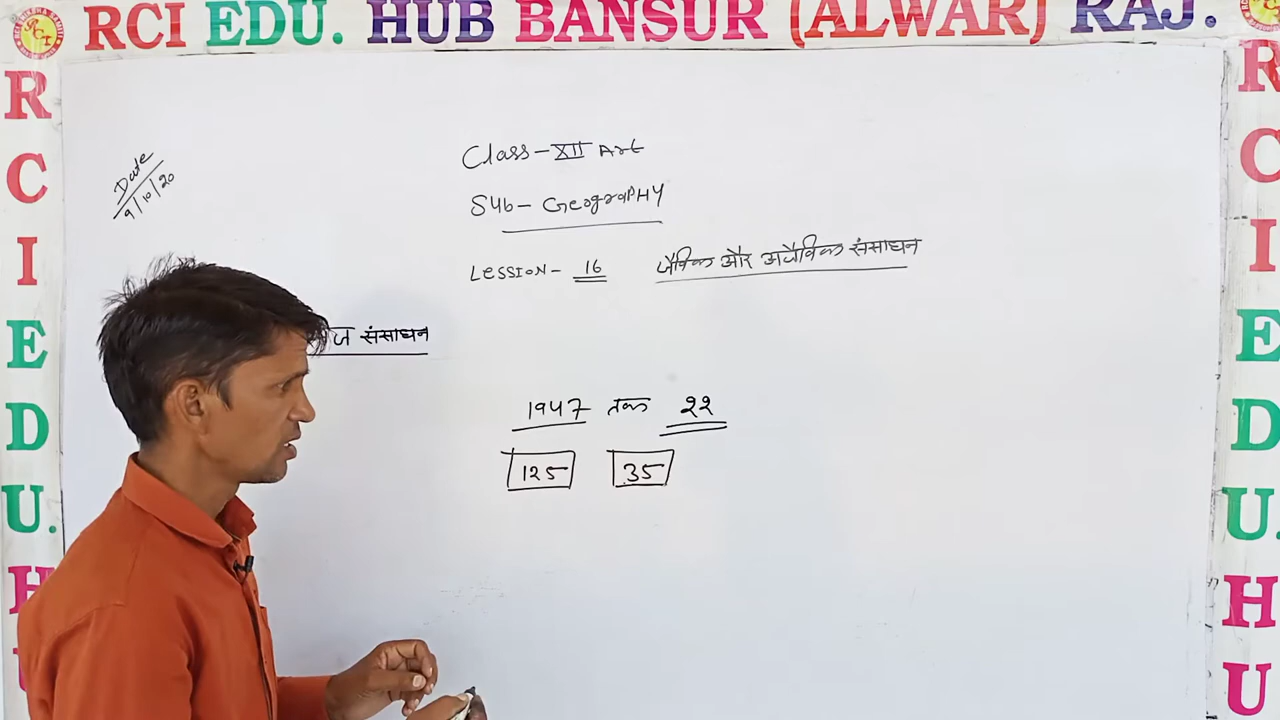 RCI EDU. HUB BANSUR (ALWAR) RAJ.
R
C
I
E
D
U.
H
Date
9/10/20
Class-XII Art
Sub- GeograpHy
Lession- 16 जैविक और अजैविक संसाधन
ज संसाधन
1947 तक 22
125 35
R
C
I
E
D
U.
H
U